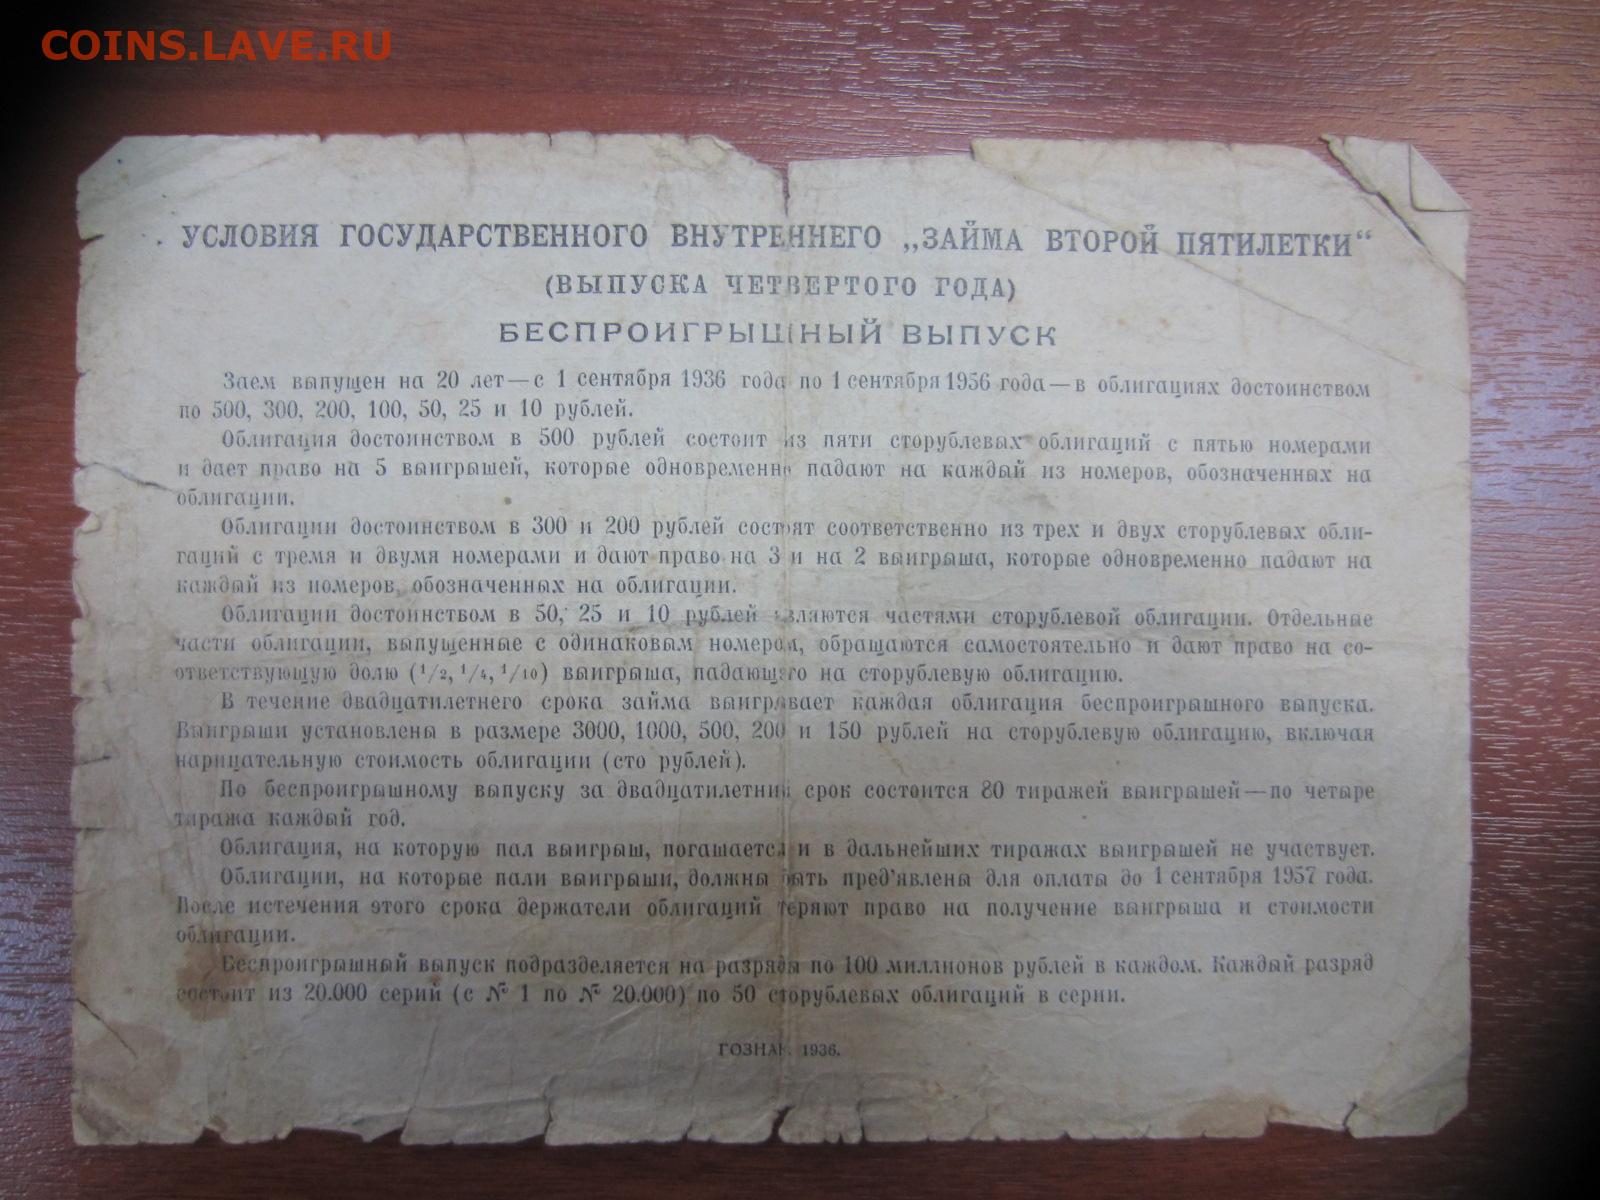 COINS.LAVE.RU
УСЛОВИЯ ГОСУДАРСТВЕННОГО ВНУТРЕННЕГО „ЗАЙМА ВТОРОЙ ПЯТИЛЕТКИ“
(ВЫПУСКА ЧЕТВЕРТОГО ГОДА)
БЕСПРОИГРЫШНЫЙ ВЫПУСК
Заем выпущен на 20 лет—с 1 сентября 1936 года по 1 сентября 1956 года—в облигациях достоинством
по 500, 300, 200, 100, 50, 25 и 10 рублей.
Облигация достоинством в 500 рублей состоит из пяти сторублевых облигаций с пятью номерами
и дает право на 5 выигрышей, которые одновременно падают на каждый из номеров, обозначенных на
облигации.
Облигации достоинством в 300 и 200 рублей состоят соответственно из трех и двух сторублевых обли-
гаций с тремя и двумя номерами и дают право на 3 и на 2 выигрыша, которые одновременно падают на
каждый из номеров, обозначенных на облигации.
Облигации достоинством в 50, 25 и 10 рублей являются частями сторублевой облигации. Отдельные
части облигации, выпущенные с одинаковым номером, обращаются самостоятельно и дают право на со-
ответствующую долю (1/2, 1/4, 1/10) выигрыша, падающего на сторублевую облигацию.
В течение двадцатилетнего срока займа выигрывает каждая облигация беспроигрышного выпуска.
Выигрыши установлены в размере 3000, 1000, 500, 200 и 150 рублей на сторублевую облигацию, включая
нарицательную стоимость облигации (сто рублей).
По беспроигрышному выпуску за двадцатилетний срок состоится 80 тиражей выигрышей—по четыре
тиража каждый год.
Облигация, на которую пал выигрыш, погашается и в дальнейших тиражах выигрышей не участвует.
Облигации, на которые пали выигрыши, должны быть пред'явлены для оплаты до 1 сентября 1957 года.
После истечения этого срока держатели облигаций теряют право на получение выигрыша и стоимости
облигации.
Беспроигрышный выпуск подразделяется на разряды по 100 миллионов рублей в каждом. Каждый разряд
состоит из 20.000 серий (с № 1 по № 20.000) по 50 сторублевых облигаций в серии.
ГОЗНАК. 1936.